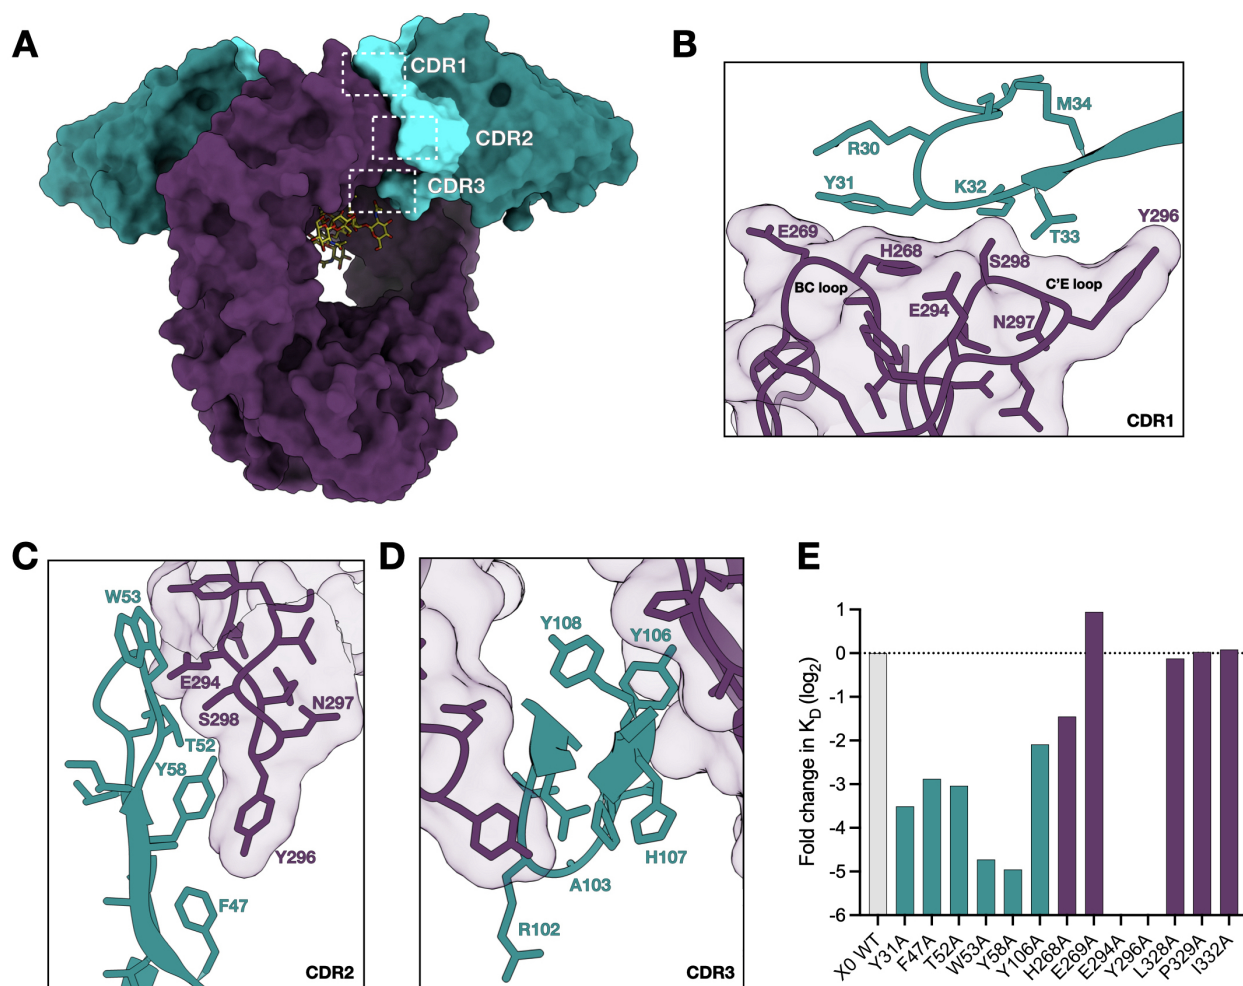 A
CDR1
CDR2
CDR3
B
M34
R30
Y31
K32
Y296
T33
E269
H268
S298
BC loop
C'E loop
E294
N297
CDR1
C
W53
E294
N297
S298
T52
Y58
Y296
F47
CDR2
D
Y108
Y106
H107
A103
R102
CDR3
E
Fold change in KD (log2)
1
0
-1
-2
-3
-4
-5
-6
X0 WT
Y31A
F47A
T52A
W53A
Y58A
Y106A
H268A
E269A
E294A
Y296A
L328A
P329A
I332A